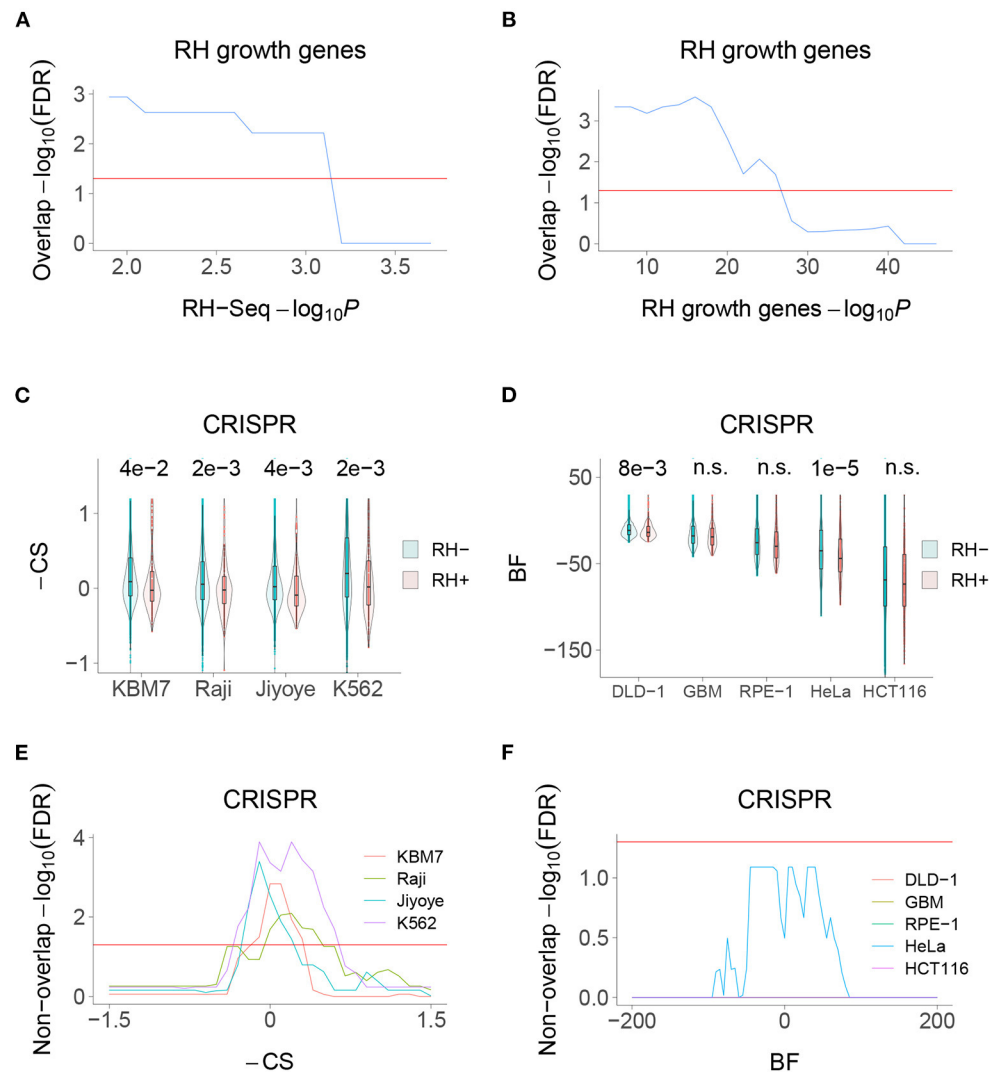 A
RH growth genes
Overlap −log10(FDR)
3
2
1
0
2.0 2.5 3.0 3.5
RH−Seq −log10P
B
RH growth genes
Overlap −log10(FDR)
3
2
1
0
10 20 30 40
RH growth genes −log10P
C
CRISPR
4e−2 2e−3 4e−3 2e−3
−CS
1
0
−1
KBM7 Raji Jiyoye K562
RH−
RH+
D
CRISPR
8e−3 n.s. n.s. 1e−5 n.s.
BF
50
−50
−150
DLD−1 GBM RPE−1 HeLa HCT116
RH−
RH+
E
CRISPR
Non−overlap −log10(FDR)
4
2
0
−1.5 0 1.5
−CS
KBM7
Raji
Jiyoye
K562
F
CRISPR
Non−overlap −log10(FDR)
1.0
0.5
0.0
−200 0 200
BF
DLD−1
GBM
RPE−1
HeLa
HCT116